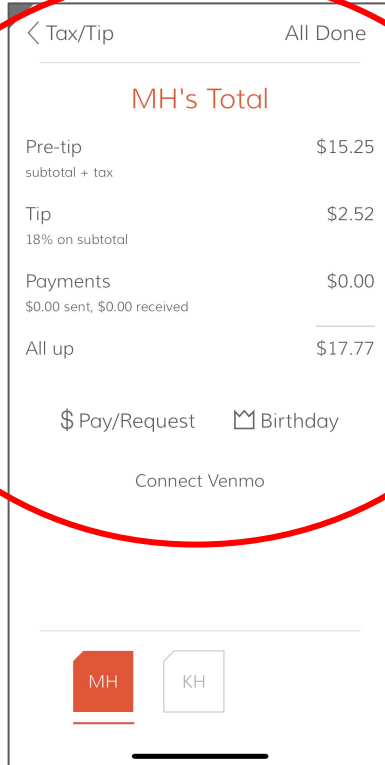 Tax/Tip All Done
MH's Total
Pre-tip $15.25
subtotal + tax
Tip $2.52
18% on subtotal
Payments $0.00
$0.00 sent, $0.00 received
All up $17.77
$ Pay/Request Birthday
Connect Venmo
MH KH